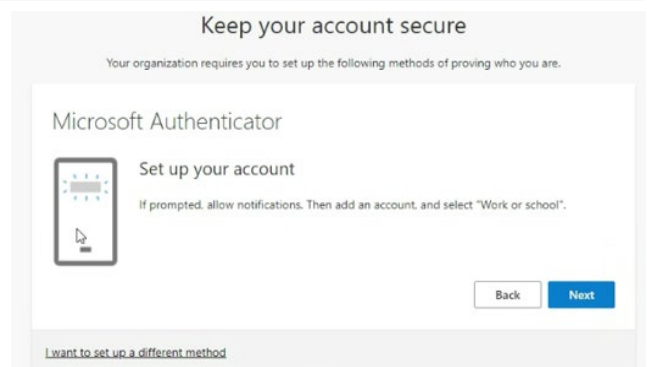 Keep your account secure
Your organization requires you to set up the following methods of proving who you are.
Microsoft Authenticator
Set up your account
If prompted, allow notifications. Then add an account, and select "Work or school".
Back
Next
I want to set up a different method